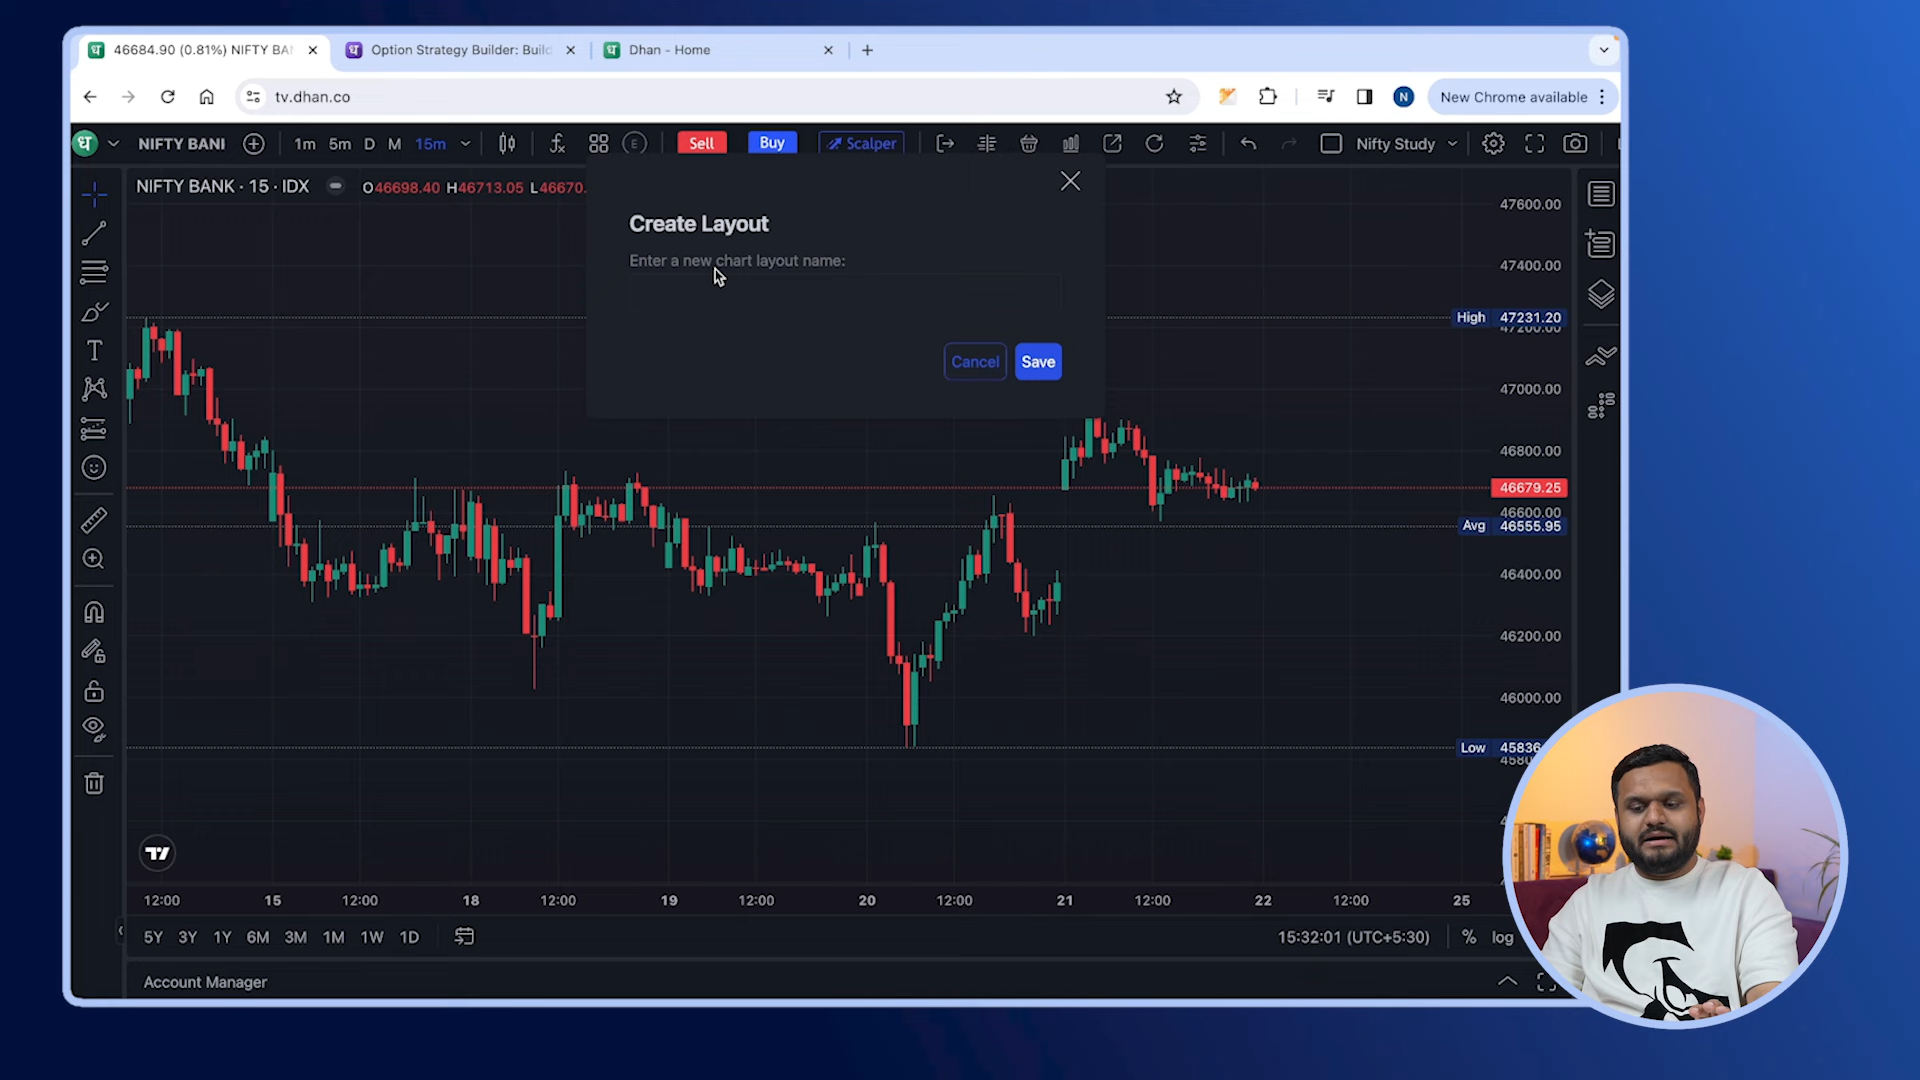 46684.90 (0.81%) NIFTY BA
Option Strategy Builder: Build
Dhan - Home
tv.dhan.co
N
New Chrome available
NIFTY BANI
1m 5m D M 15m
E
Sell
Buy
Scalper
Nifty Study
NIFTY BANK · 15 · IDX
O46698.40 H46713.05 L46670.
Create Layout
Enter a new chart layout name:
Cancel
Save
47600.00
47400.00
High 47231.20
47200.00
47000.00
46800.00
46679.25
46600.00
Avg 46555.95
46400.00
46200.00
46000.00
Low 45836
12:00 15 12:00 18 12:00 19 12:00 20 12:00 21 12:00 22 12:00 25
5Y 3Y 1Y 6M 3M 1M 1W 1D
15:32:01 (UTC+5:30)
% log
Account Manager